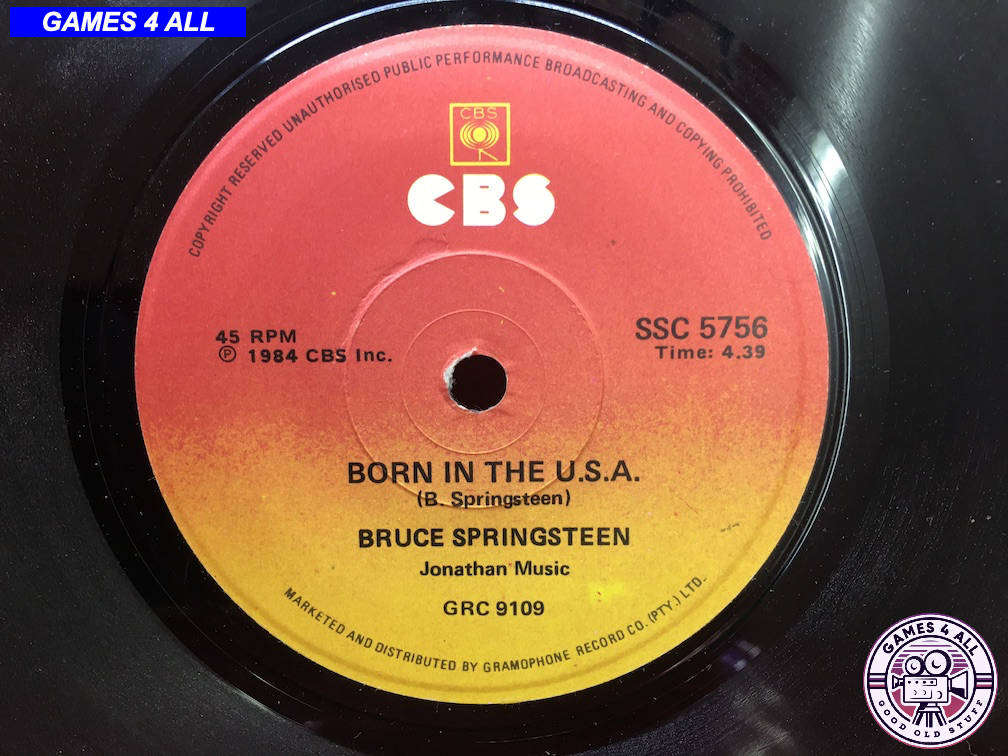 GAMES 4 ALL
COPYRIGHT RESERVED UNAUTHORISED PUBLIC PERFORMANCE BROADCASTING AND COPYING PROHIBITED
CBS
CBS
45 RPM
℗ 1984 CBS Inc.
SSC 5756
Time: 4.39
BORN IN THE U.S.A.
(B. Springsteen)
BRUCE SPRINGSTEEN
Jonathan Music
GRC 9109
MARKETED AND DISTRIBUTED BY GRAMOPHONE RECORD CO. (PTY.) LTD.
GAMES 4 ALL
GOOD OLD STUFF